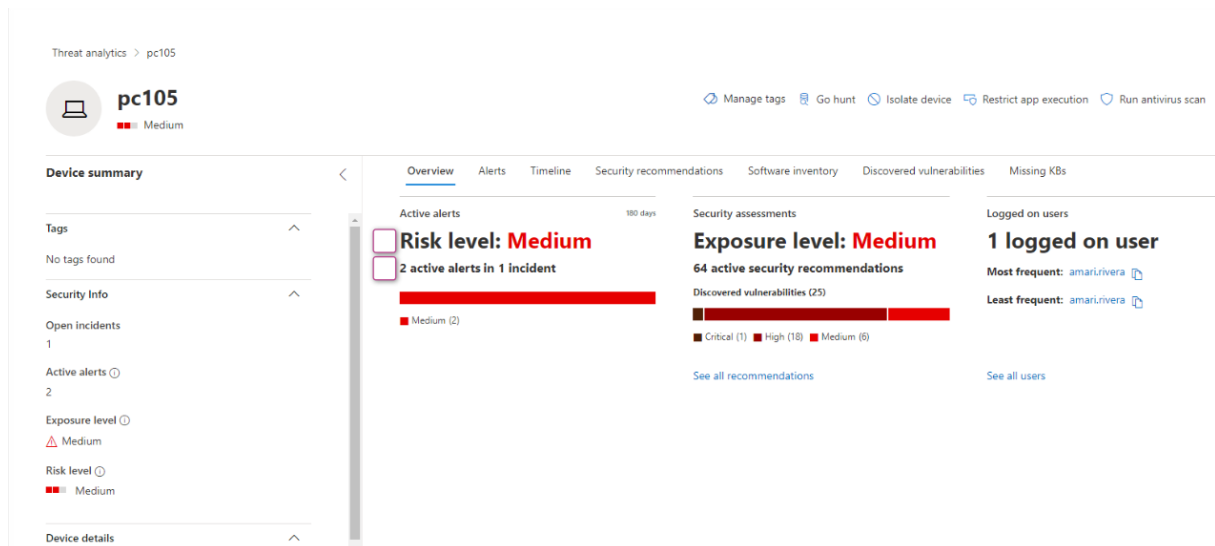 Threat analytics > pc105
pc105
Medium
Manage tags Go hunt Isolate device Restrict app execution Run antivirus scan
Device summary
Tags
No tags found
Security Info
Open incidents
1
Active alerts
2
Exposure level
Medium
Risk level
Medium
Device details
Overview Alerts Timeline Security recommendations Software inventory Discovered vulnerabilities Missing KBs
Active alerts 180 days
Risk level: Medium
2 active alerts in 1 incident
Medium (2)
Security assessments
Exposure level: Medium
64 active security recommendations
Discovered vulnerabilities (25)
Critical (1) High (18) Medium (6)
See all recommendations
Logged on users
1 logged on user
Most frequent: amari.rivera
Least frequent: amari.rivera
See all users